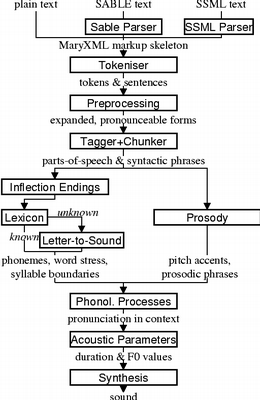 plain text SABLE text SSML text
Sable Parser SSML Parser
MaryXML markup skeleton
Tokeniser
tokens & sentences
Preprocessing
expanded, pronounceable forms
Tagger+Chunker
parts-of-speech & syntactic phrases
Inflection Endings
Lexicon unknown Prosody
known Letter-to-Sound
phonemes, word stress, pitch accents,
syllable boundaries prosodic phrases
Phonol. Processes
pronunciation in context
Acoustic Parameters
duration & F0 values
Synthesis
sound